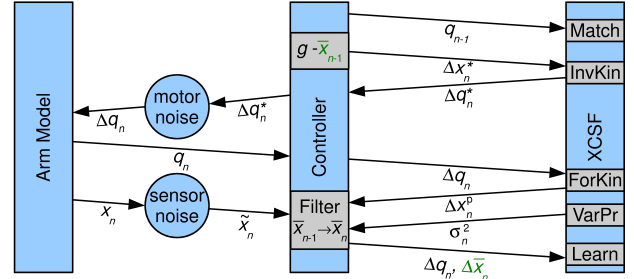 Arm Model
motor
noise
Δq_n
Δq*_n
q_n
sensor
noise
x_n
x̃_n
Controller
g - x̅_{n-1}
Filter
x̅_{n-1}→x̅_n
q_{n-1}
Δx*_n
Δq*_n
Δq_n
Δx^p_n
σ^2_n
Δq_n, Δx̅_n
XCSF
Match
InvKin
ForKin
VarPr
Learn